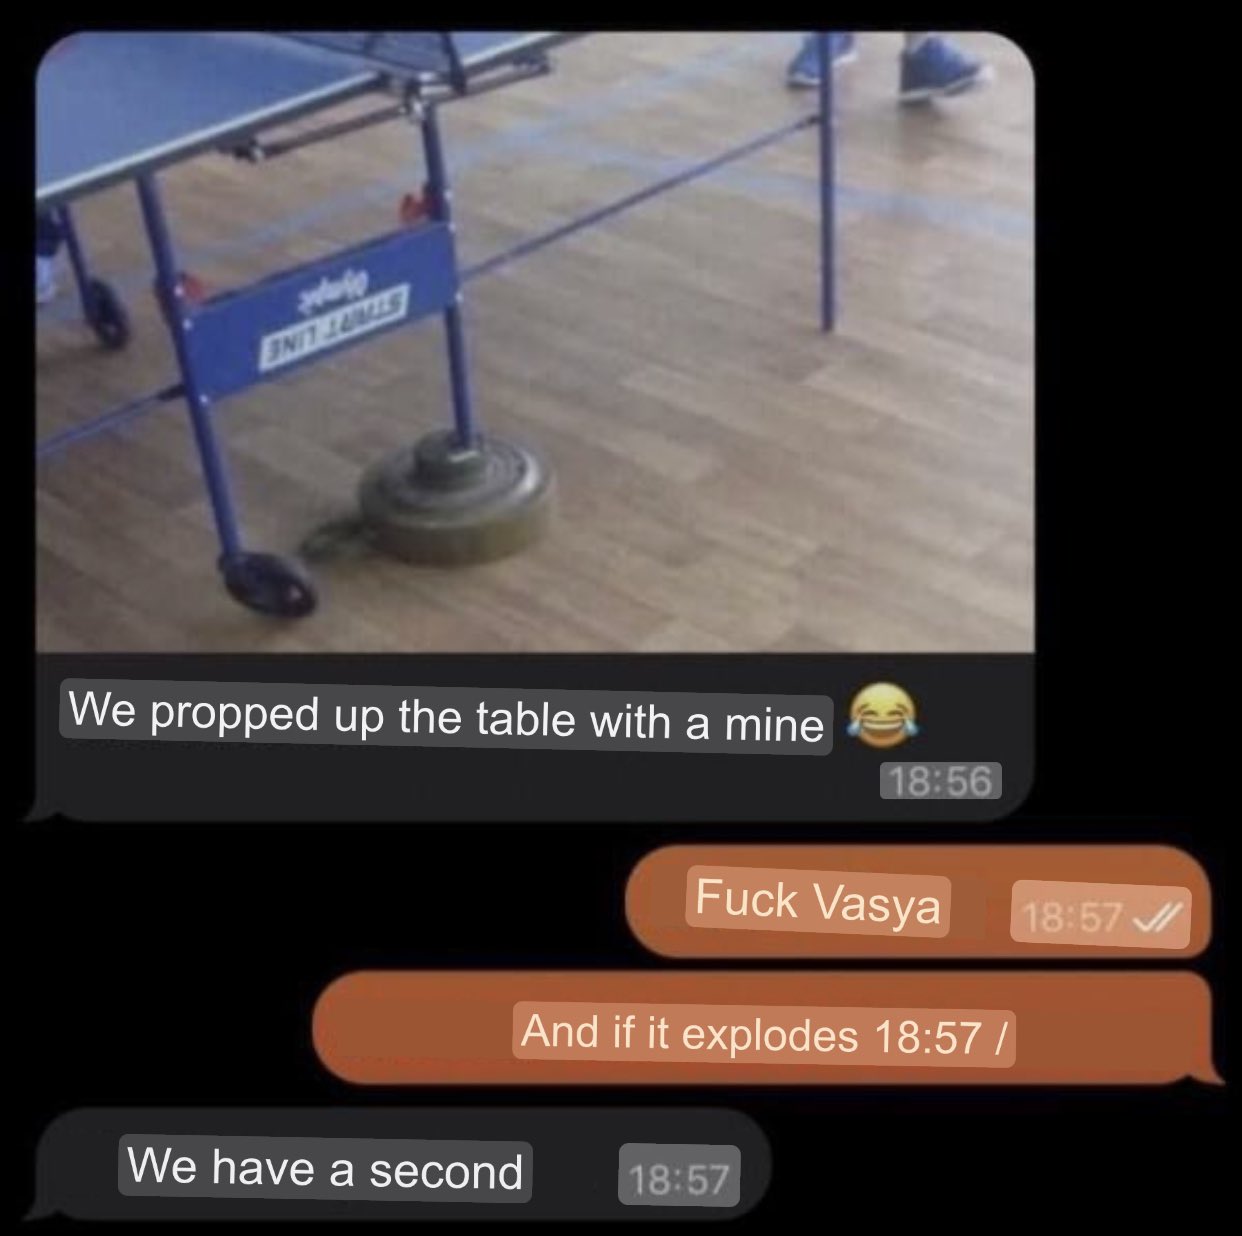 Olympic
START LINE
We propped up the table with a mine 😂
18:56
Fuck Vasya 18:57
And if it explodes 18:57 /
We have a second 18:57